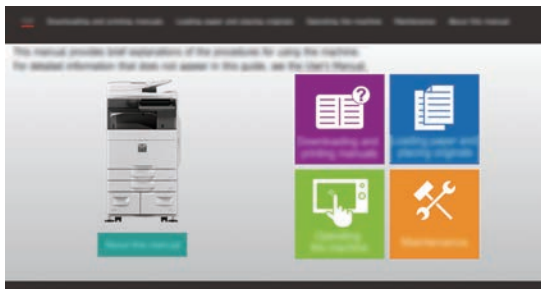 Downloading and printing manuals Loading paper and placing originals Operating the machine Maintenance About this manual
This manual provides brief explanations of the procedures for using the machine.
For detailed information that does not appear in this guide, see the User's Manual.
?
Downloading and
printing manuals
Loading paper and
placing originals
Operating
the machine
Maintenance
About this manual